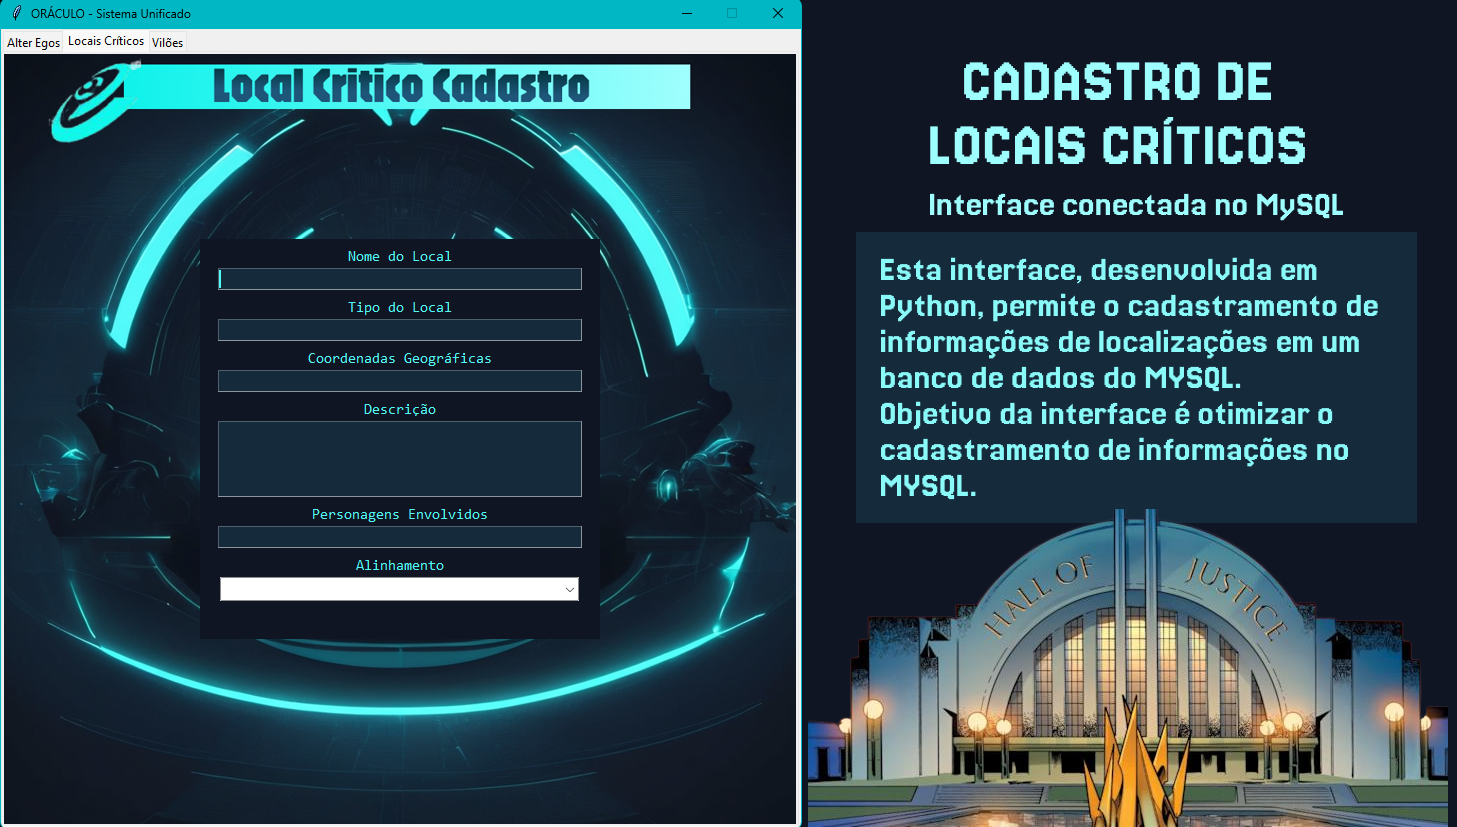 ORÁCULO - Sistema Unificado
Alter Egos Locais Críticos Vilões
Local Critico Cadastro
Nome do Local
Tipo do Local
Coordenadas Geográficas
Descrição
Personagens Envolvidos
Alinhamento
CADASTRO DE
LOCAIS CRÍTICOS
Interface conectada no MySQL
Esta interface, desenvolvida em
Python, permite o cadastramento de
informações de localizações em um
banco de dados do MYSQL.
Objetivo da interface é otimizar o
cadastramento de informações no
MYSQL.
HALL OF JUSTICE